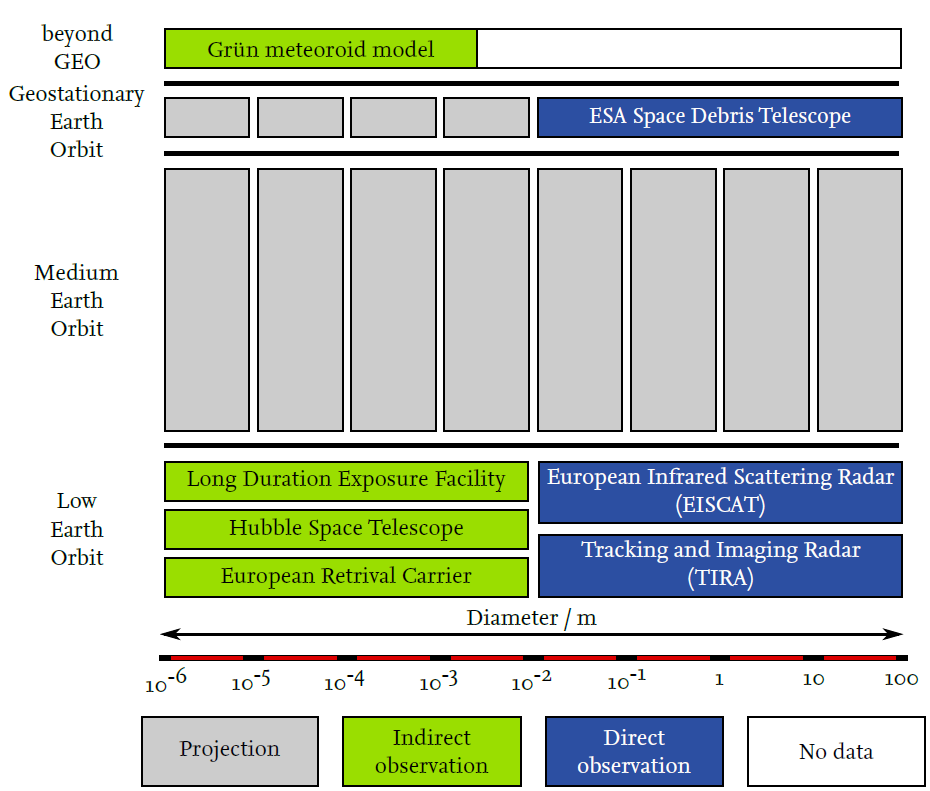 beyond
GEO
Grün meteoroid model
Geostationary
Earth
Orbit
ESA Space Debris Telescope
Medium
Earth
Orbit
Low
Earth
Orbit
Long Duration Exposure Facility
Hubble Space Telescope
European Retrival Carrier
European Infrared Scattering Radar
(EISCAT)
Tracking and Imaging Radar
(TIRA)
Diameter / m
10⁻⁶ 10⁻⁵ 10⁻⁴ 10⁻³ 10⁻² 10⁻¹ 1 10 100
Projection
Indirect
observation
Direct
observation
No data